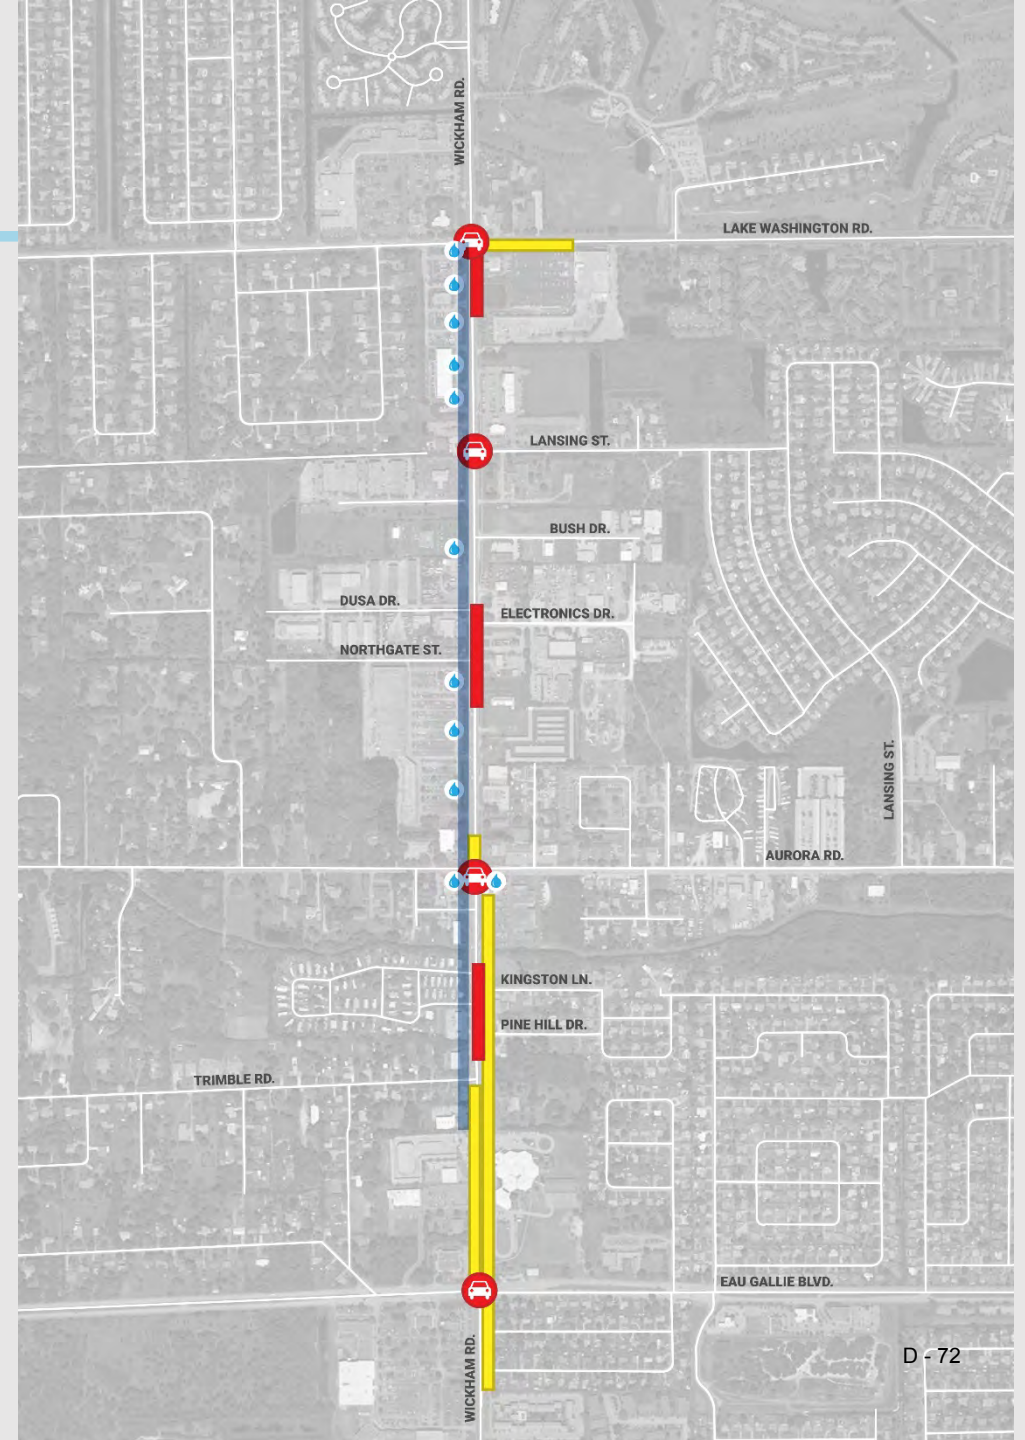 WICKHAM RD.
LAKE WASHINGTON RD.
LANSING ST.
BUSH DR.
DUSA DR.
ELECTRONICS DR.
NORTHGATE ST.
LANSING ST.
AURORA RD.
KINGSTON LN.
PINE HILL DR.
TRIMBLE RD.
EAU GALLIE BLVD.
WICKHAM RD.
D - 72